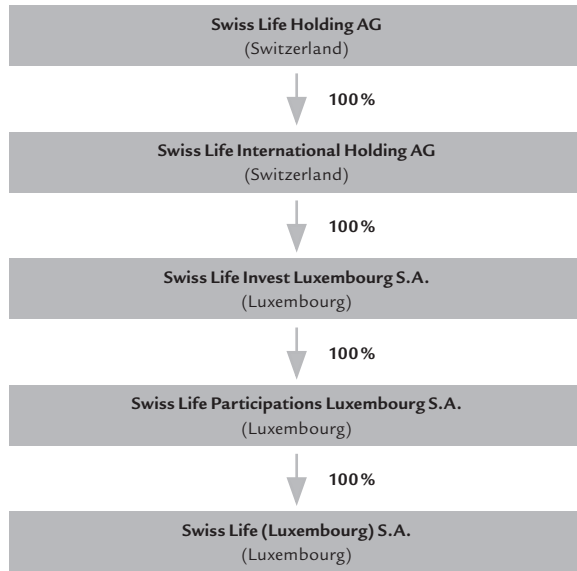 Swiss Life Holding AG
(Switzerland)
100%
Swiss Life International Holding AG
(Switzerland)
100%
Swiss Life Invest Luxembourg S.A.
(Luxembourg)
100%
Swiss Life Participations Luxembourg S.A.
(Luxembourg)
100%
Swiss Life (Luxembourg) S.A.
(Luxembourg)